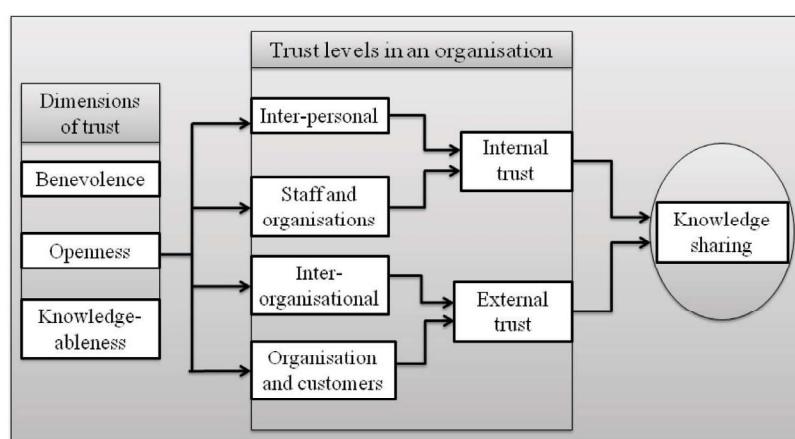 Trust levels in an organisation
Dimensions
of trust
Benevolence
Openness
Knowledge-
ableness
Inter-personal
Staff and
organisations
Inter-
organisational
Organisation
and customers
Internal
trust
External
trust
Knowledge
sharing